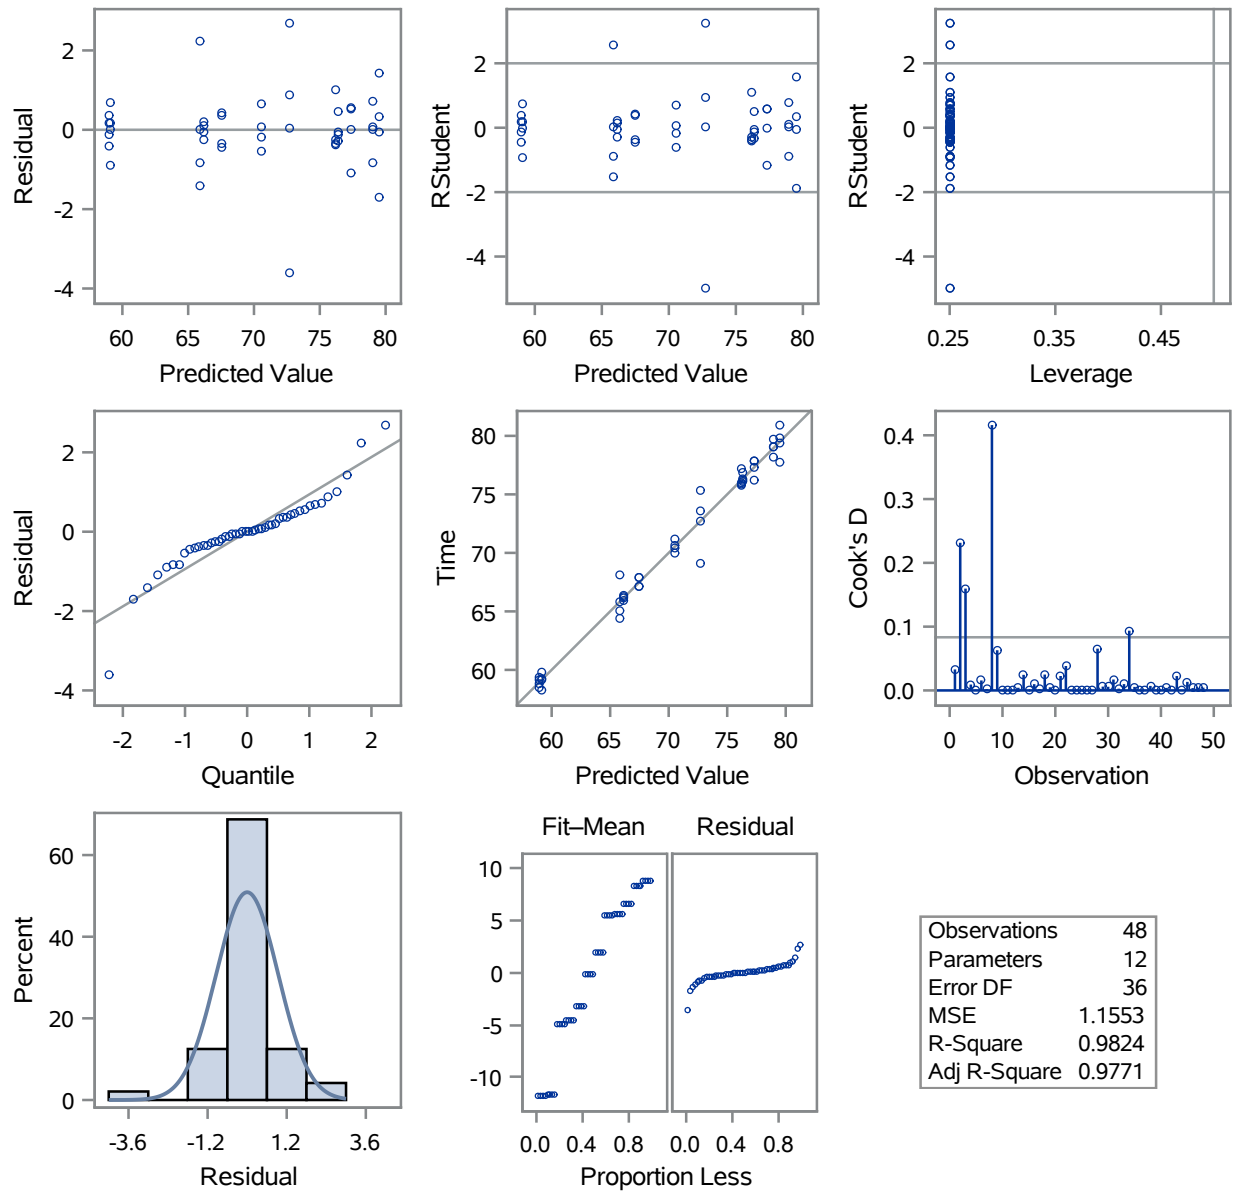 Residual
2
0
-2
-4
60 65 70 75 80
Predicted Value
RStudent
2
0
-2
-4
60 65 70 75 80
Predicted Value
RStudent
2
0
-2
-4
0.25 0.35 0.45
Leverage
Residual
2
0
-2
-4
-2 -1 0 1 2
Quantile
Time
80
75
70
65
60
60 65 70 75 80
Predicted Value
Cook's D
0.4
0.3
0.2
0.1
0.0
0 10 20 30 40 50
Observation
Percent
60
40
20
0
-3.6 -1.2 1.2 3.6
Residual
Fit–Mean Residual
10
5
0
-5
-10
0.0 0.4 0.8 0.0 0.4 0.8
Proportion Less
Observations 48
Parameters 12
Error DF 36
MSE 1.1553
R-Square 0.9824
Adj R-Square 0.9771